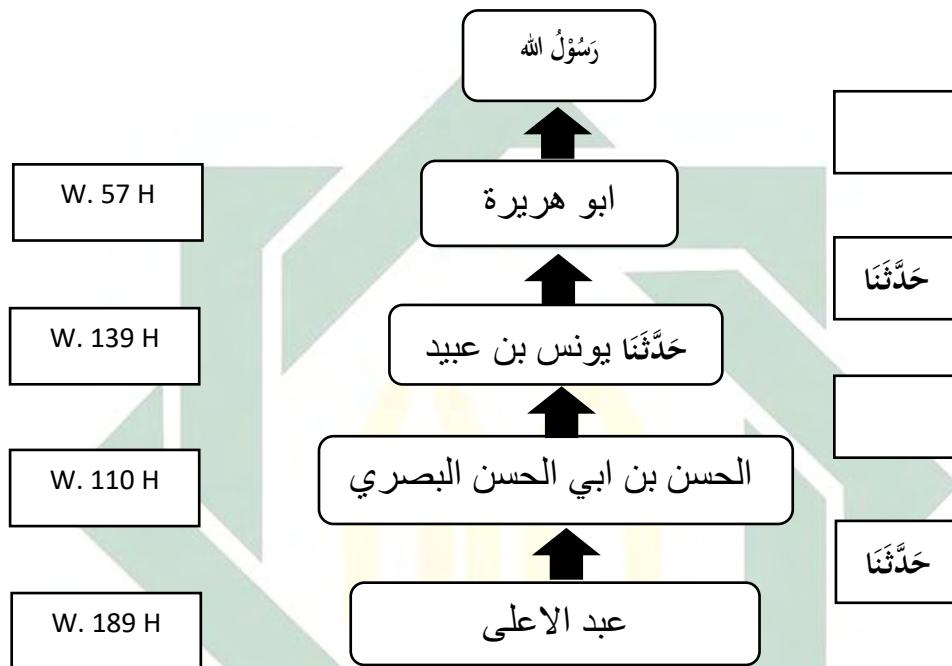 رَسُوْلُ الله
W. 57 H
ابو هريرة
حَدَّثَنَا
W. 139 H
حَدَّثَنَا يونس بن عبيد
W. 110 H
الحسن بن ابي الحسن البصري
حَدَّثَنَا
W. 189 H
عبد الاعلى